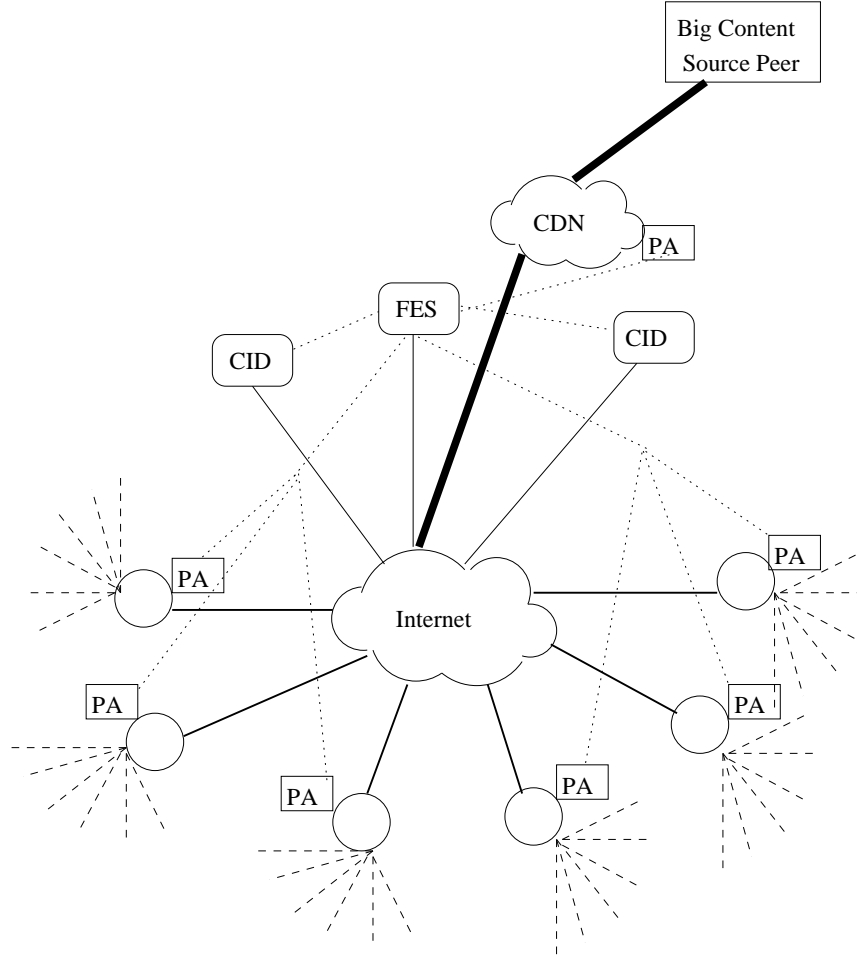 Big Content
Source Peer
CDN
PA
FES
CID
CID
PA
PA
Internet
PA
PA
PA
PA